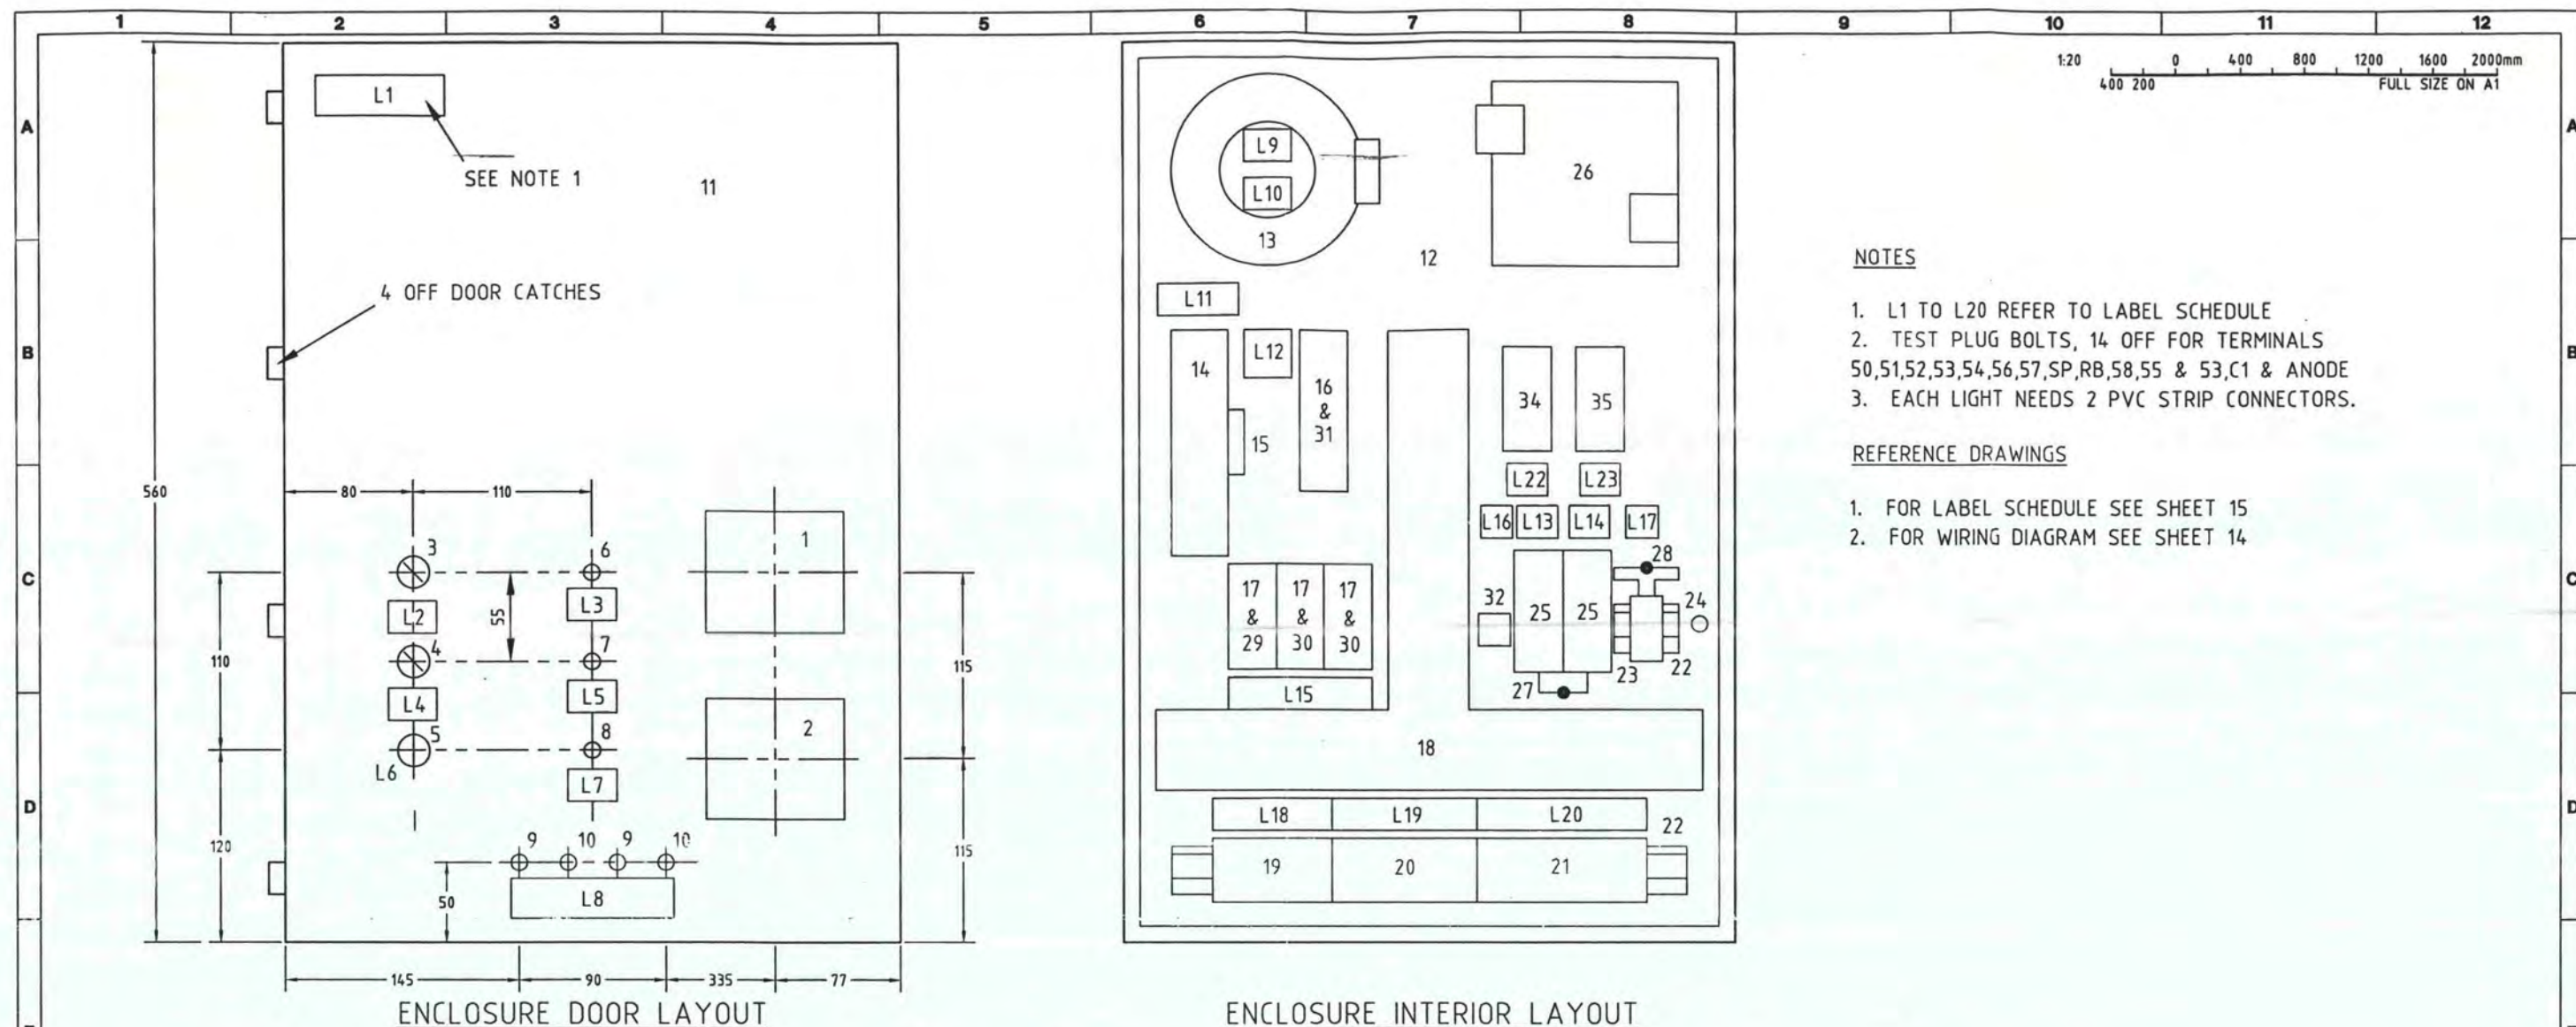 1 2 3 4 5 6 7 8 9 10 11 12
1:20 0 400 800 1200 1600 2000mm
400 200 FULL SIZE ON A1
A
B
C
D
A
B
C
D
L1
SEE NOTE 1
11
4 OFF DOOR CATCHES
560
80
110
3
6
1
L2
L3
55
4
7
110
115
L4
L5
5
8
2
L6
L7
120
9 10 9 10
115
L8
50
145 90 335 77
ENCLOSURE DOOR LAYOUT
L9
L10
13
26
12
L11
14
L12
15
16
&
31
34
35
L22
L23
L16
L13
L14
L17
28
17
&
29
17
&
30
17
&
30
32
25
25
24
23
22
27
L15
18
L18
L19
L20
22
19
20
21
ENCLOSURE INTERIOR LAYOUT
NOTES
1. L1 TO L20 REFER TO LABEL SCHEDULE
2. TEST PLUG BOLTS, 14 OFF FOR TERMINALS
50,51,52,53,54,56,57,SP,RB,58,55 & 53,C1 & ANODE
3. EACH LIGHT NEEDS 2 PVC STRIP CONNECTORS.
REFERENCE DRAWINGS
1. FOR LABEL SCHEDULE SEE SHEET 15
2. FOR WIRING DIAGRAM SEE SHEET 14